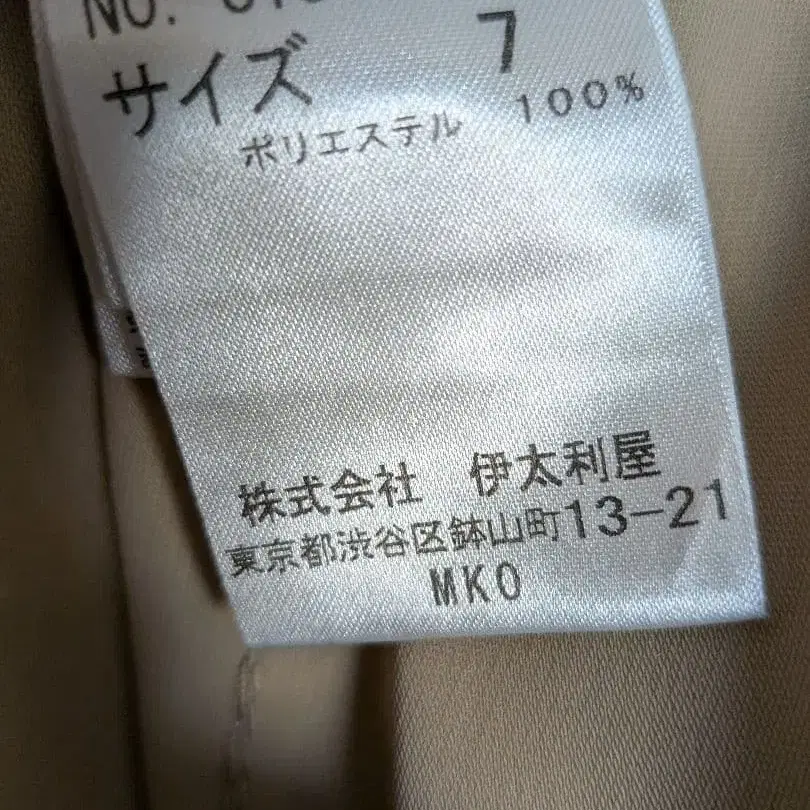 NO.
サイズ 7
ポリエステル 100%
株式会社 伊太利屋
東京都渋谷区鉢山町13-21
MKO